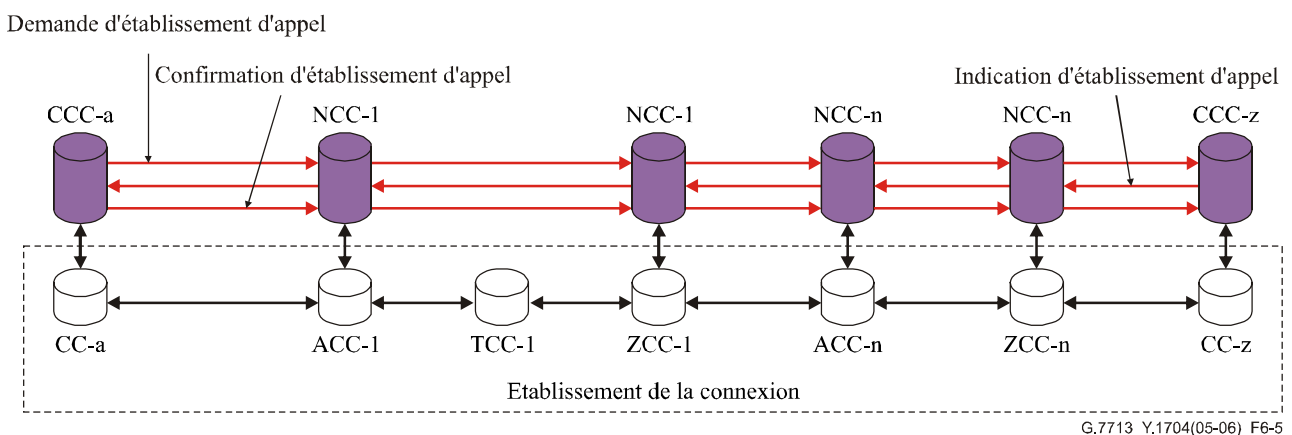 Demande d'établissement d'appel
Confirmation d'établissement d'appel
Indication d'établissement d'appel
CCC-a
NCC-1
NCC-1
NCC-n
NCC-n
CCC-z
CC-a
ACC-1
TCC-1
ZCC-1
ACC-n
ZCC-n
CC-z
Etablissement de la connexion
G.7713 Y.1704(05-06) F6-5